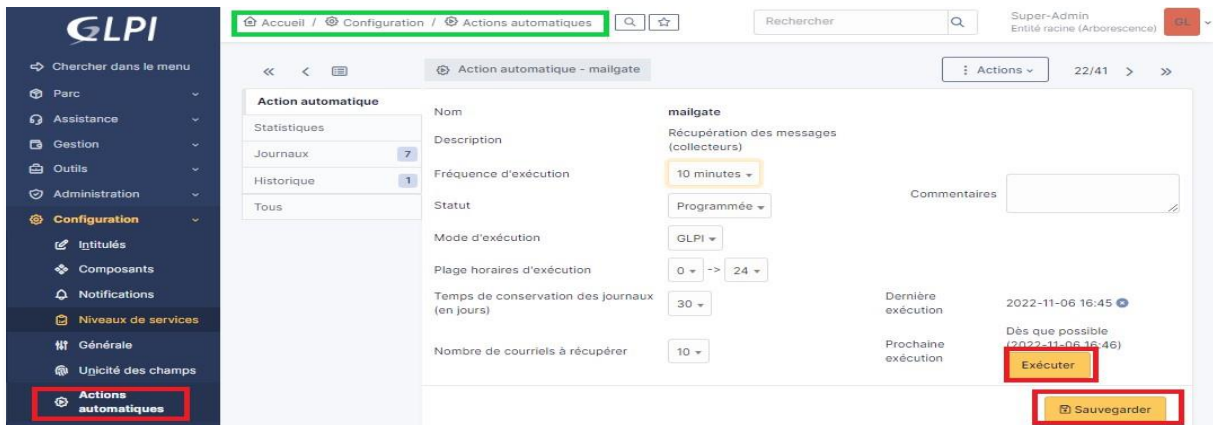 GLPI
Accueil / Configuration / Actions automatiques
Rechercher
Super-Admin
Entité racine (Arborescence)
GL
Chercher dans le menu
Parc
Assistance
Gestion
Outils
Administration
Configuration
Intitulés
Composants
Notifications
Niveaux de services
Générale
Unicité des champs
Actions
automatiques
Action automatique - mailgate
Actions
22/41
Action automatique
Statistiques
Journaux 7
Historique 1
Tous
Nom mailgate
Description Récupération des messages
(collecteurs)
Fréquence d'exécution 10 minutes
Statut Programmée
Commentaires
Mode d'exécution GLPI
Plage horaires d'exécution 0 -> 24
Temps de conservation des journaux
(en jours) 30
Dernière
exécution 2022-11-06 16:45
Nombre de courriels à récupérer 10
Prochaine
exécution
Dès que possible
(2022-11-06 16:46)
Exécuter
Sauvegarder